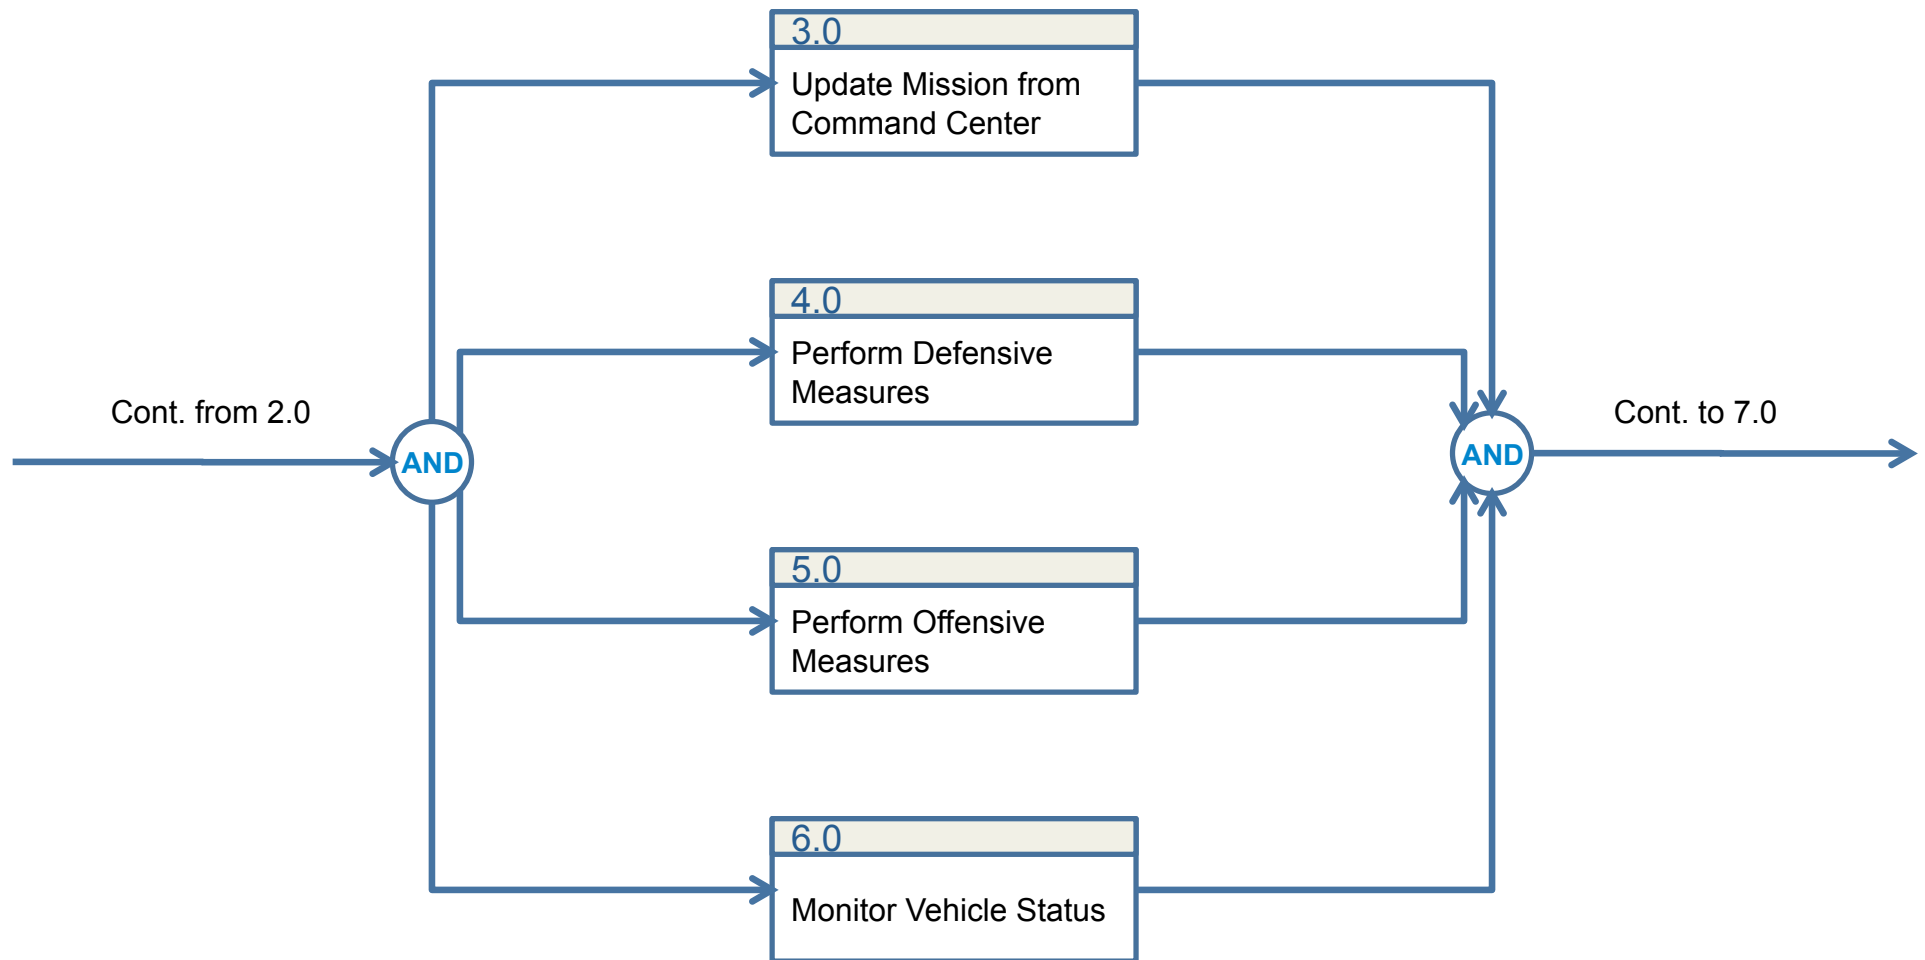 3.0
Update Mission from
Command Center
4.0
Perform Defensive
Measures
Cont. from 2.0
AND
AND
Cont. to 7.0
5.0
Perform Offensive
Measures
6.0
Monitor Vehicle Status